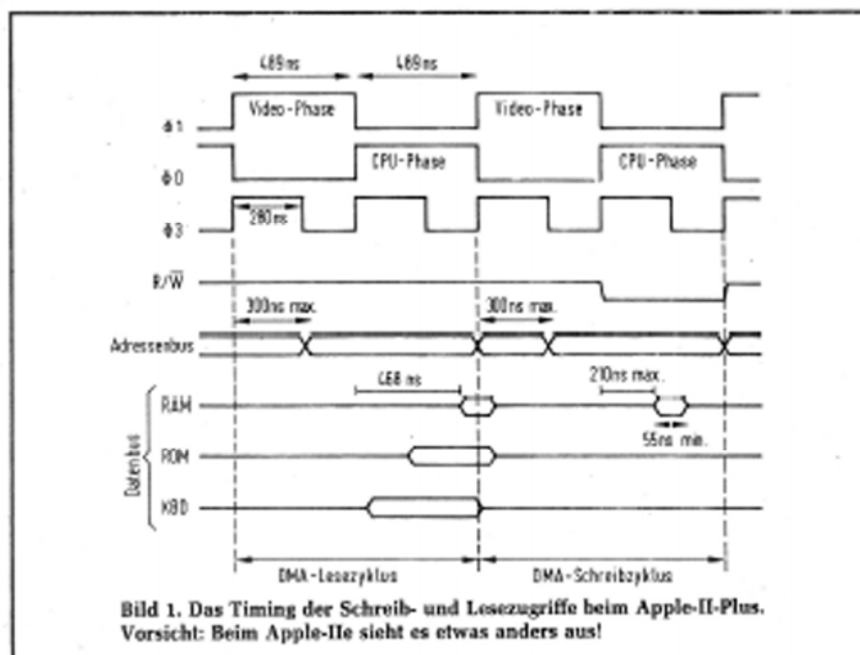 489ns 489ns
Φ1 Video-Phase Video-Phase
Φ0 CPU-Phase CPU-Phase
Φ3 280ns
R/W̅
300ns max. 300ns max.
Adressenbus
468 ns 210ns max.
RAM
55ns min.
Datenbus
ROM
KBD
DMA-Lesezyklus DMA-Schreibzyklus
Bild 1. Das Timing der Schreib- und Lesezugriffe beim Apple-II-Plus.
Vorsicht: Beim Apple-IIe sieht es etwas anders aus!